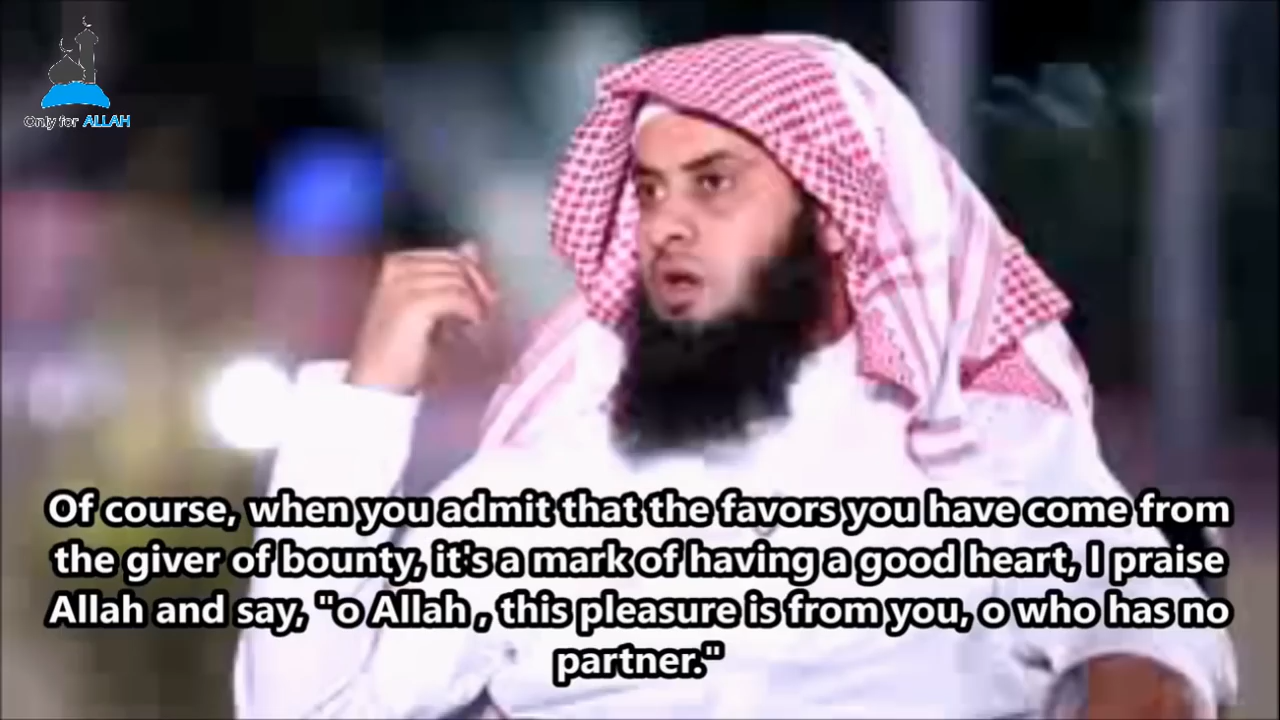 Only for ALLAH
Of course, when you admit that the favors you have come from
the giver of bounty, it's a mark of having a good heart, I praise
Allah and say, "o Allah , this pleasure is from you, o who has no
partner."